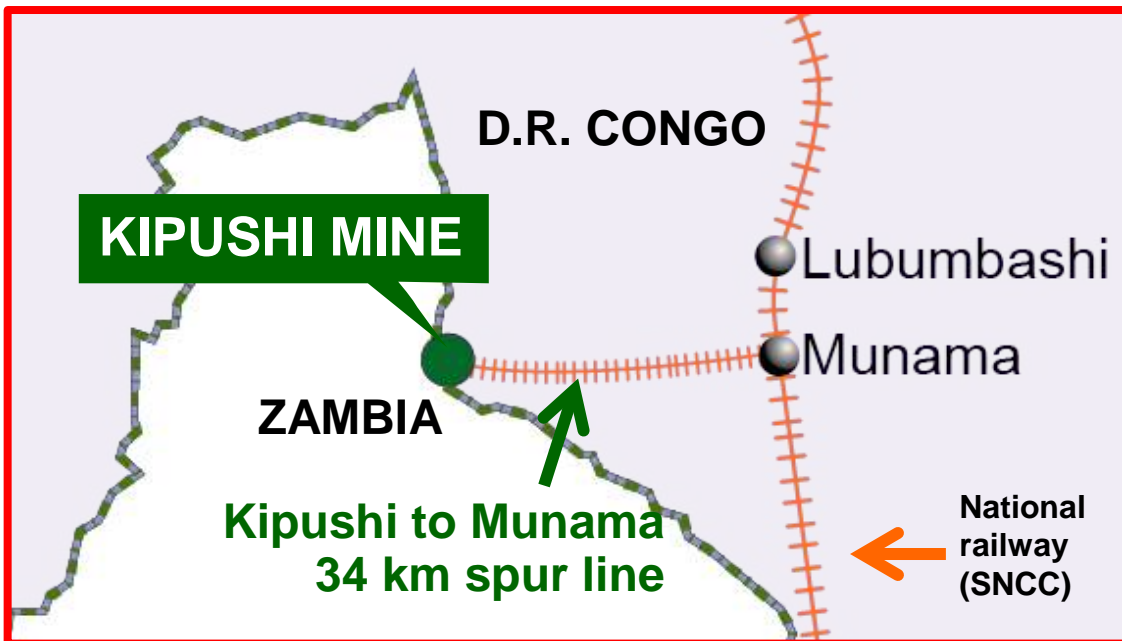 D.R. CONGO
KIPUSHI MINE
Lubumbashi
Munama
ZAMBIA
Kipushi to Munama
34 km spur line
National
railway
(SNCC)